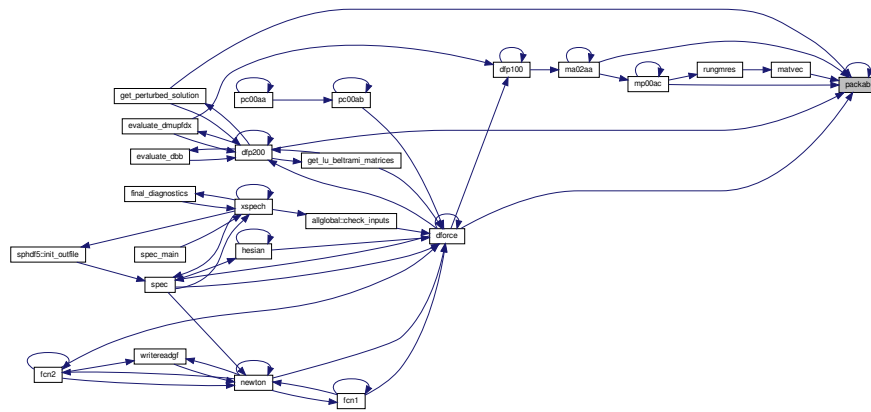 dfp100
ma02aa
rungmres
matvec
mp00ac
packab
get_perturbed_solution
pc00aa
pc00ab
evaluate_dmupfdx
dfp200
evaluate_dbb
get_lu_beltrami_matrices
final_diagnostics
xspech
allglobal::check_inputs
dforce
sphdf5::init_outfile
spec_main
hesian
spec
writereadgf
fcn2
newton
fcn1